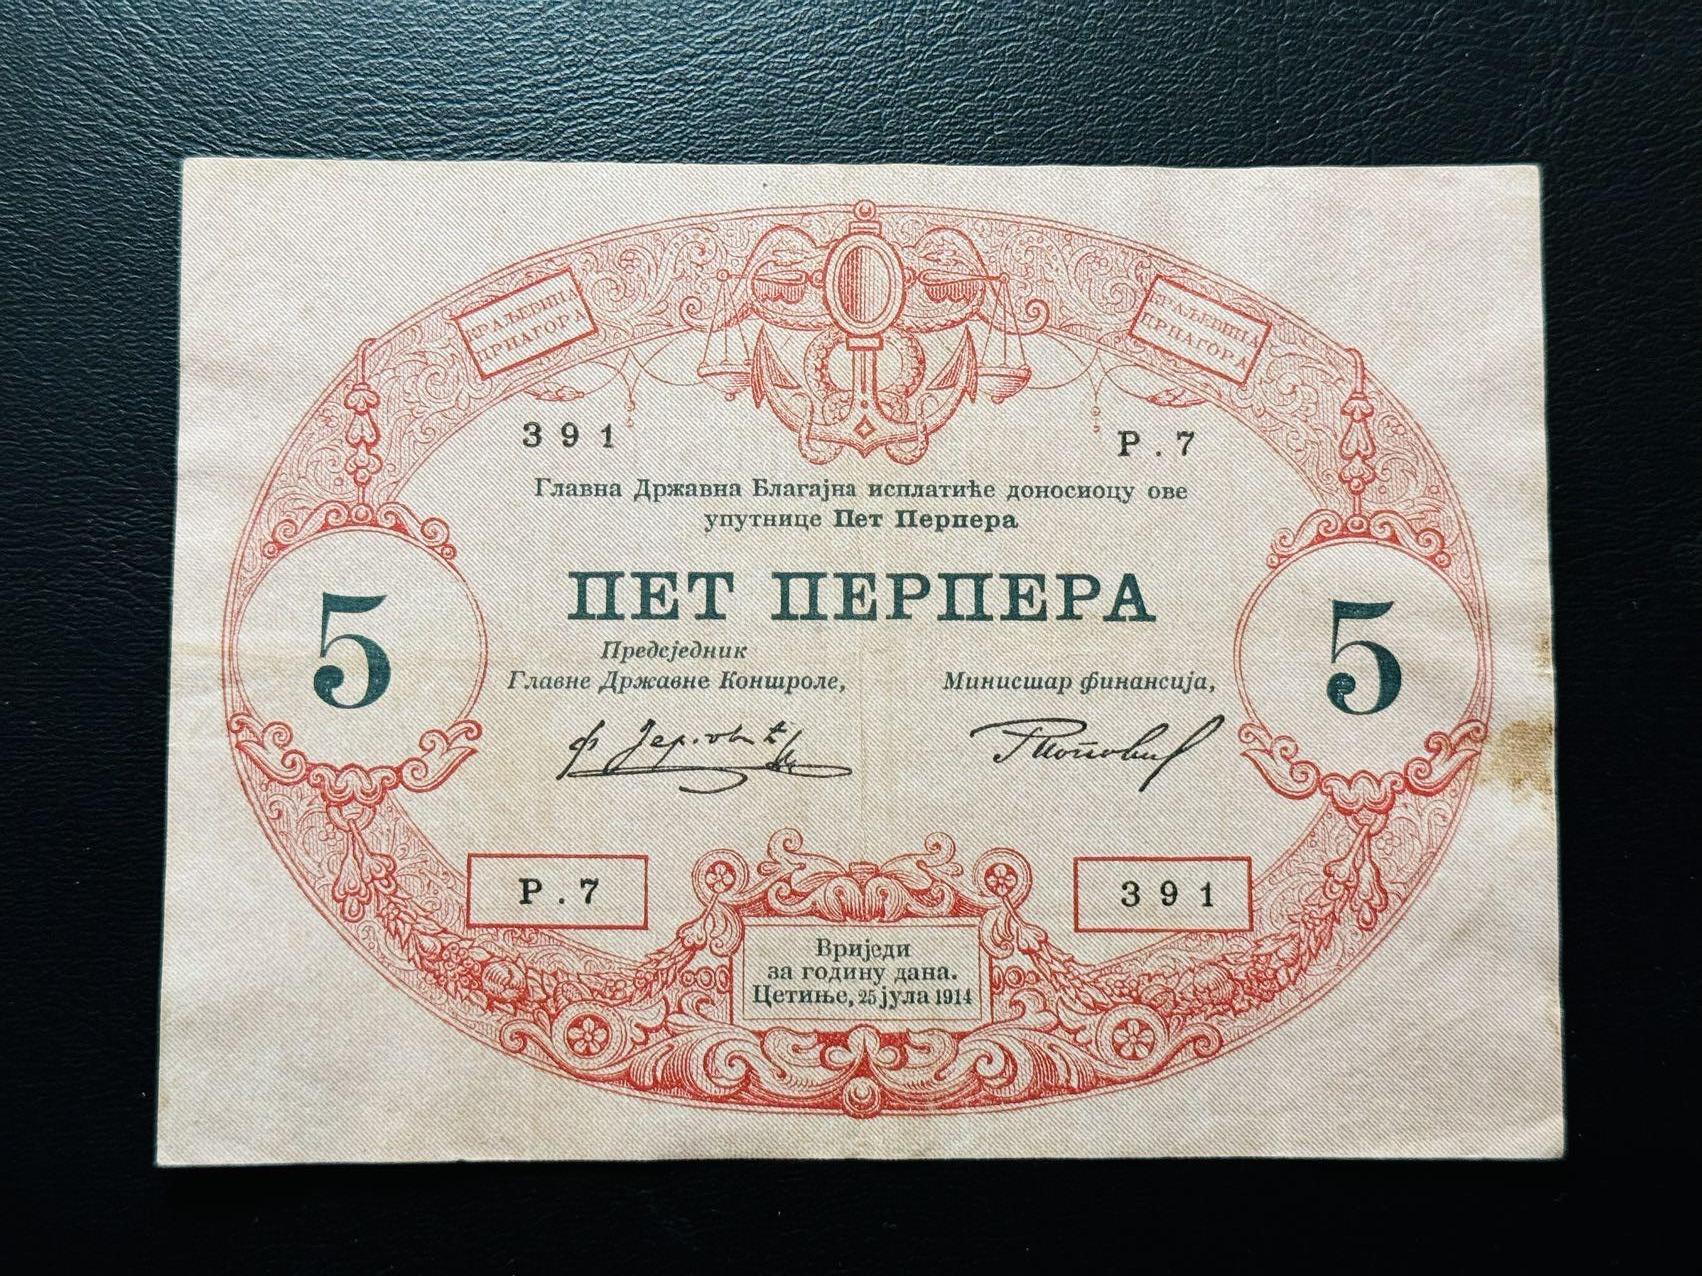 КРАЉЕВИНА
ЦРНАГОРА
КРАЉЕВИНА
ЦРНАГОРА
391
Р.7
Главна Државна Благајна исплатиће доносиоцу ове
упутнице Пет Перпера
ПЕТ ПЕРПЕРА
5
5
Предсједник
Главне Државне Контроле,
Министар финансија,
Р.7
391
Вриједи
за годину дана.
Цетиње, 25 јула 1914